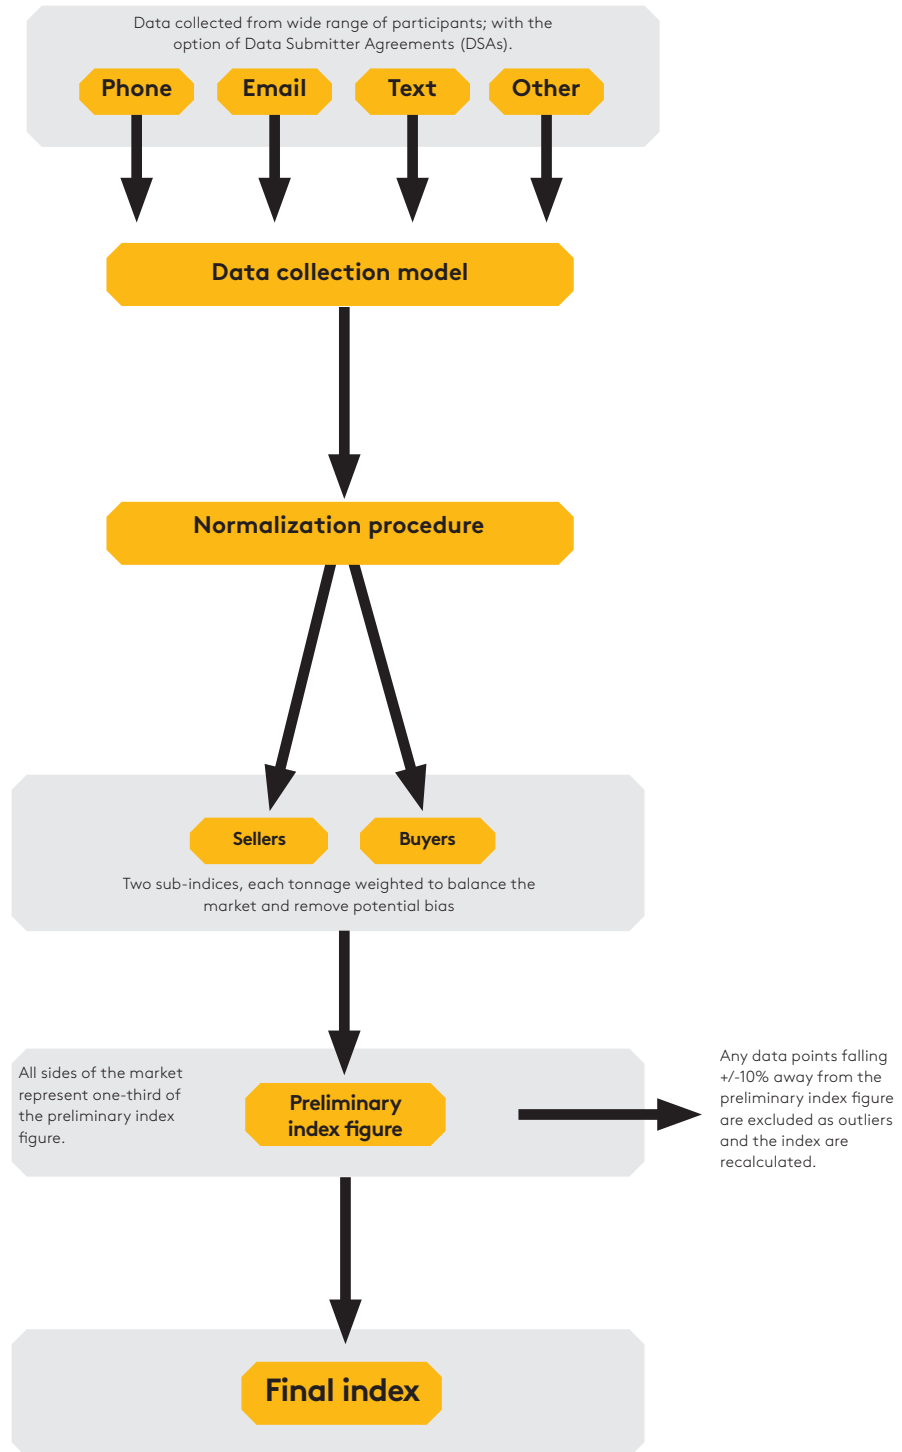 Data collected from wide range of participants; with the
option of Data Submitter Agreements (DSAs).
Phone
Email
Text
Other
Data collection model
Normalization procedure
Sellers
Buyers
Two sub-indices, each tonnage weighted to balance the
market and remove potential bias
All sides of the market
represent one-third of
the preliminary index
figure.
Preliminary
index figure
Any data points falling
+/-10% away from the
preliminary index figure
are excluded as outliers
and the index are
recalculated.
Final index